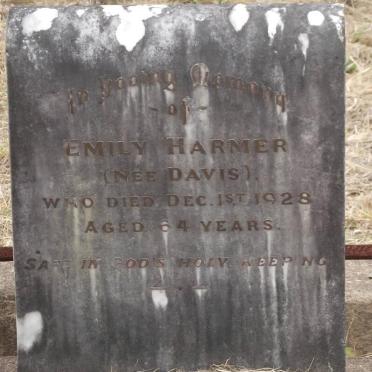 In Loving Memory
- of -
EMILY HARMER
(NEE DAVIS).
WHO DIED DEC. 1ST 1928
AGED 64 YEARS.
SAFE IN GOD'S HOLY KEEPING